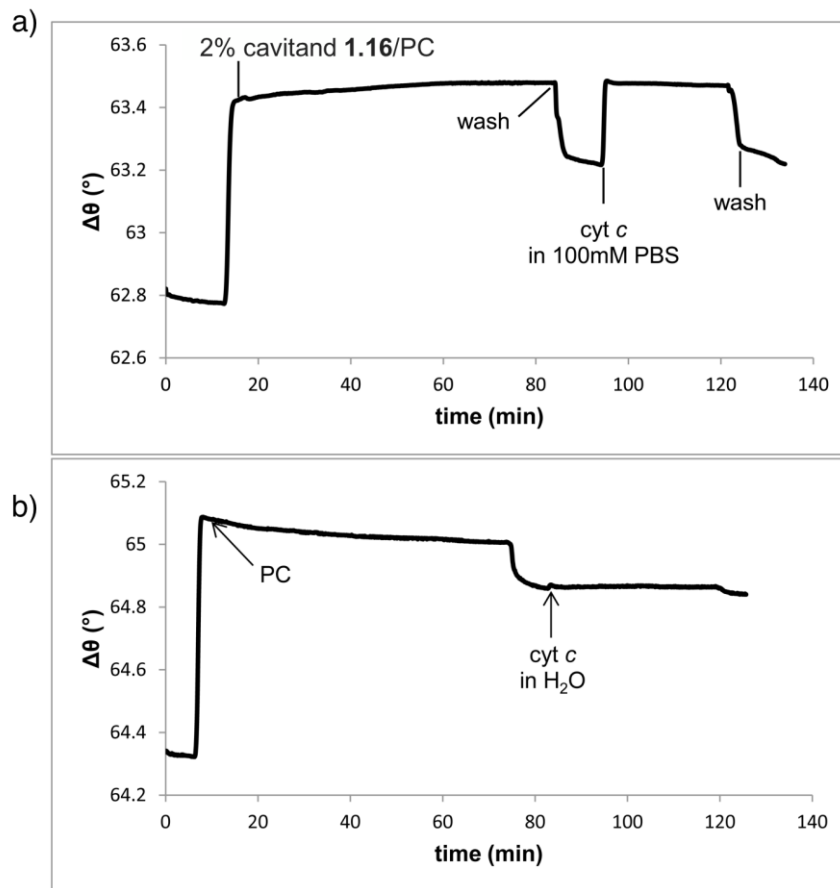 a)
2% cavitand 1.16/PC
63.6
63.4
63.2
63
62.8
62.6
Δθ (°)
wash
cyt c
in 100mM PBS
wash
0
20
40
60
80
100
120
140
time (min)
b)
65.2
65
64.8
64.6
64.4
64.2
Δθ (°)
PC
cyt c
in H₂O
0
20
40
60
80
100
120
140
time (min)